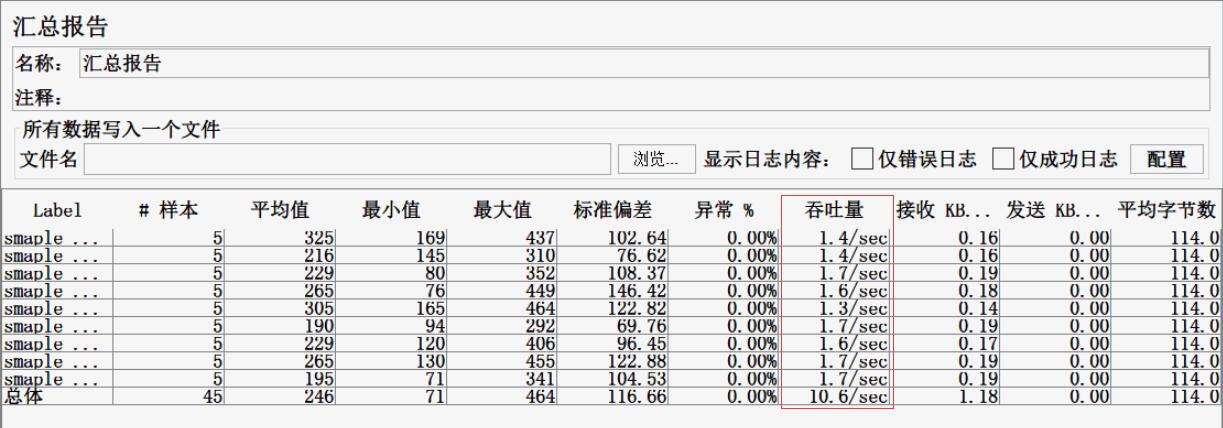 汇总报告
名称： 汇总报告
注释：
所有数据写入一个文件
文件名 浏览... 显示日志内容： 仅错误日志 仅成功日志 配置
Label # 样本 平均值 最小值 最大值 标准偏差 异常 % 吞吐量 接收 KB... 发送 KB... 平均字节数
smaple ... 5 325 169 437 102.64 0.00% 1.4/sec 0.16 0.00 114.0
smaple ... 5 216 145 310 76.62 0.00% 1.4/sec 0.16 0.00 114.0
smaple ... 5 229 80 352 108.37 0.00% 1.7/sec 0.19 0.00 114.0
smaple ... 5 265 76 449 146.42 0.00% 1.6/sec 0.18 0.00 114.0
smaple ... 5 305 165 464 122.82 0.00% 1.3/sec 0.14 0.00 114.0
smaple ... 5 190 94 292 69.76 0.00% 1.7/sec 0.19 0.00 114.0
smaple ... 5 229 120 406 96.45 0.00% 1.6/sec 0.17 0.00 114.0
smaple ... 5 265 130 455 122.88 0.00% 1.7/sec 0.19 0.00 114.0
smaple ... 5 195 71 341 104.53 0.00% 1.7/sec 0.19 0.00 114.0
总体 45 246 71 464 116.66 0.00% 10.6/sec 1.18 0.00 114.0